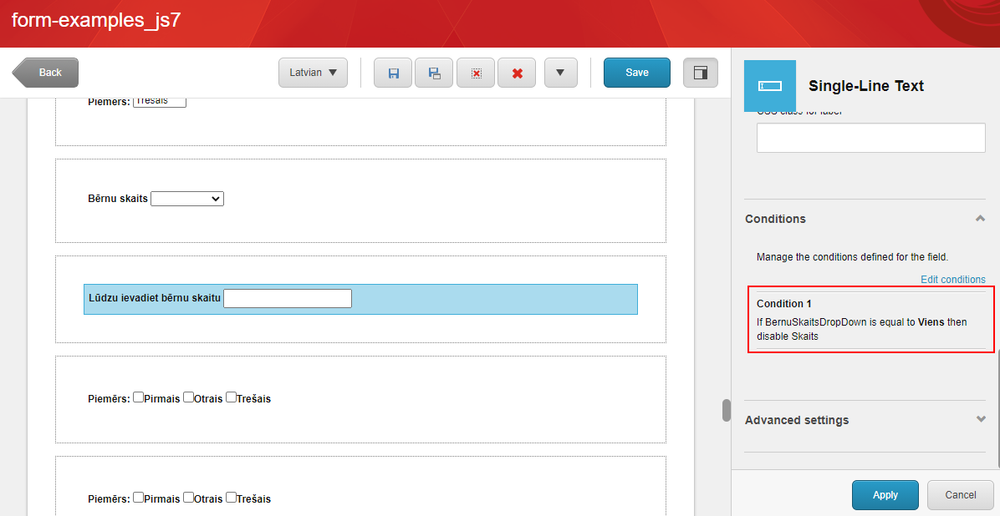 form-examples_js7
Back
Latvian
Save
Single-Line Text
CSS class for label
Piemērs: Trešais
Bērnu skaits
Lūdzu ievadiet bērnu skaitu
Piemērs: Pirmais Otrais Trešais
Piemērs: Pirmais Otrais Trešais
Conditions
Manage the conditions defined for the field.
Edit conditions
Condition 1
If BernuSkaitsDropDown is equal to Viens then
disable Skaits
Advanced settings
Apply
Cancel